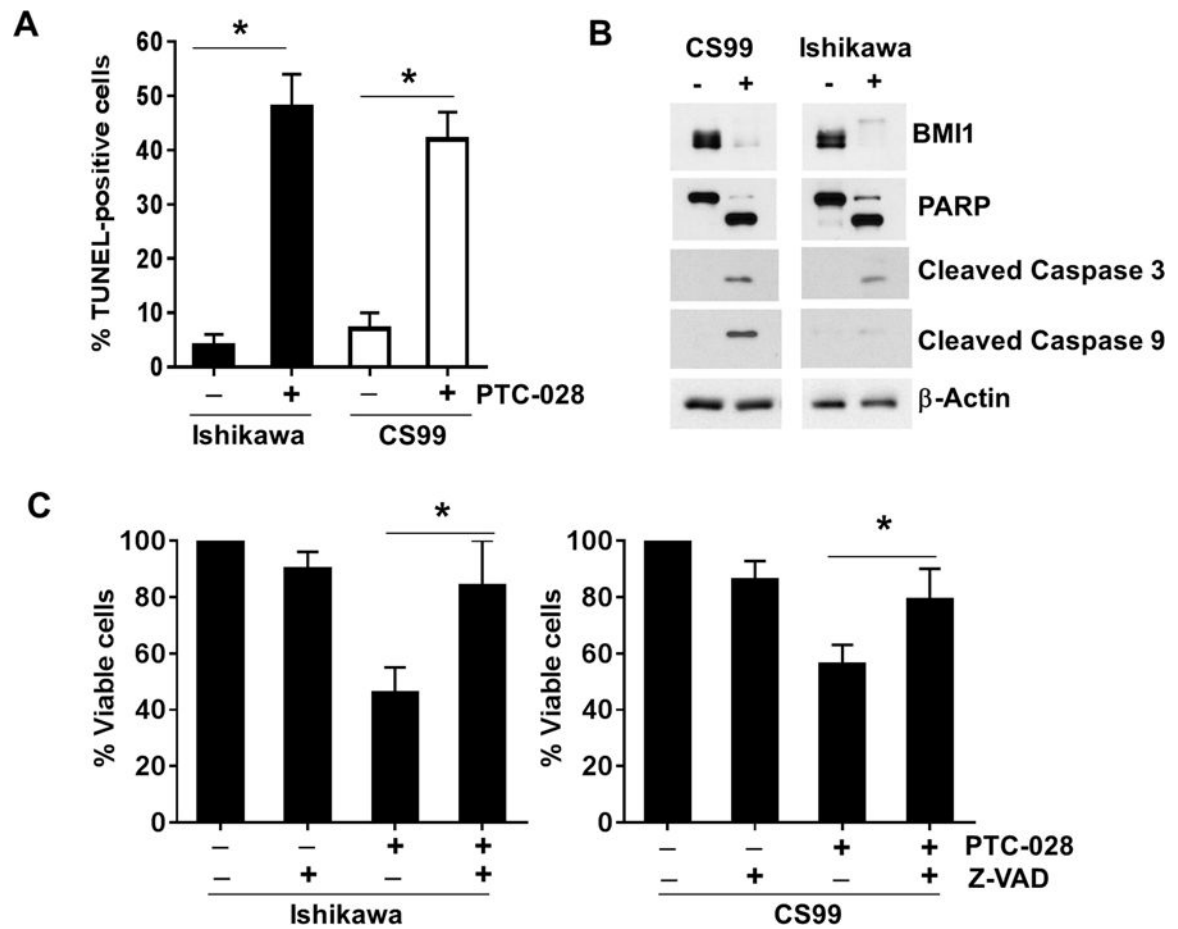 A
% TUNEL-positive cells
60
50
40
30
20
10
0
*
*
– + – + PTC-028
Ishikawa CS99
B
CS99 Ishikawa
- + - +
BMI1
PARP
Cleaved Caspase 3
Cleaved Caspase 9
β-Actin
C
% Viable cells
100
80
60
40
20
0
*
– – + +
– + – +
Ishikawa
% Viable cells
100
80
60
40
20
0
*
– – + + PTC-028
– + – + Z-VAD
CS99